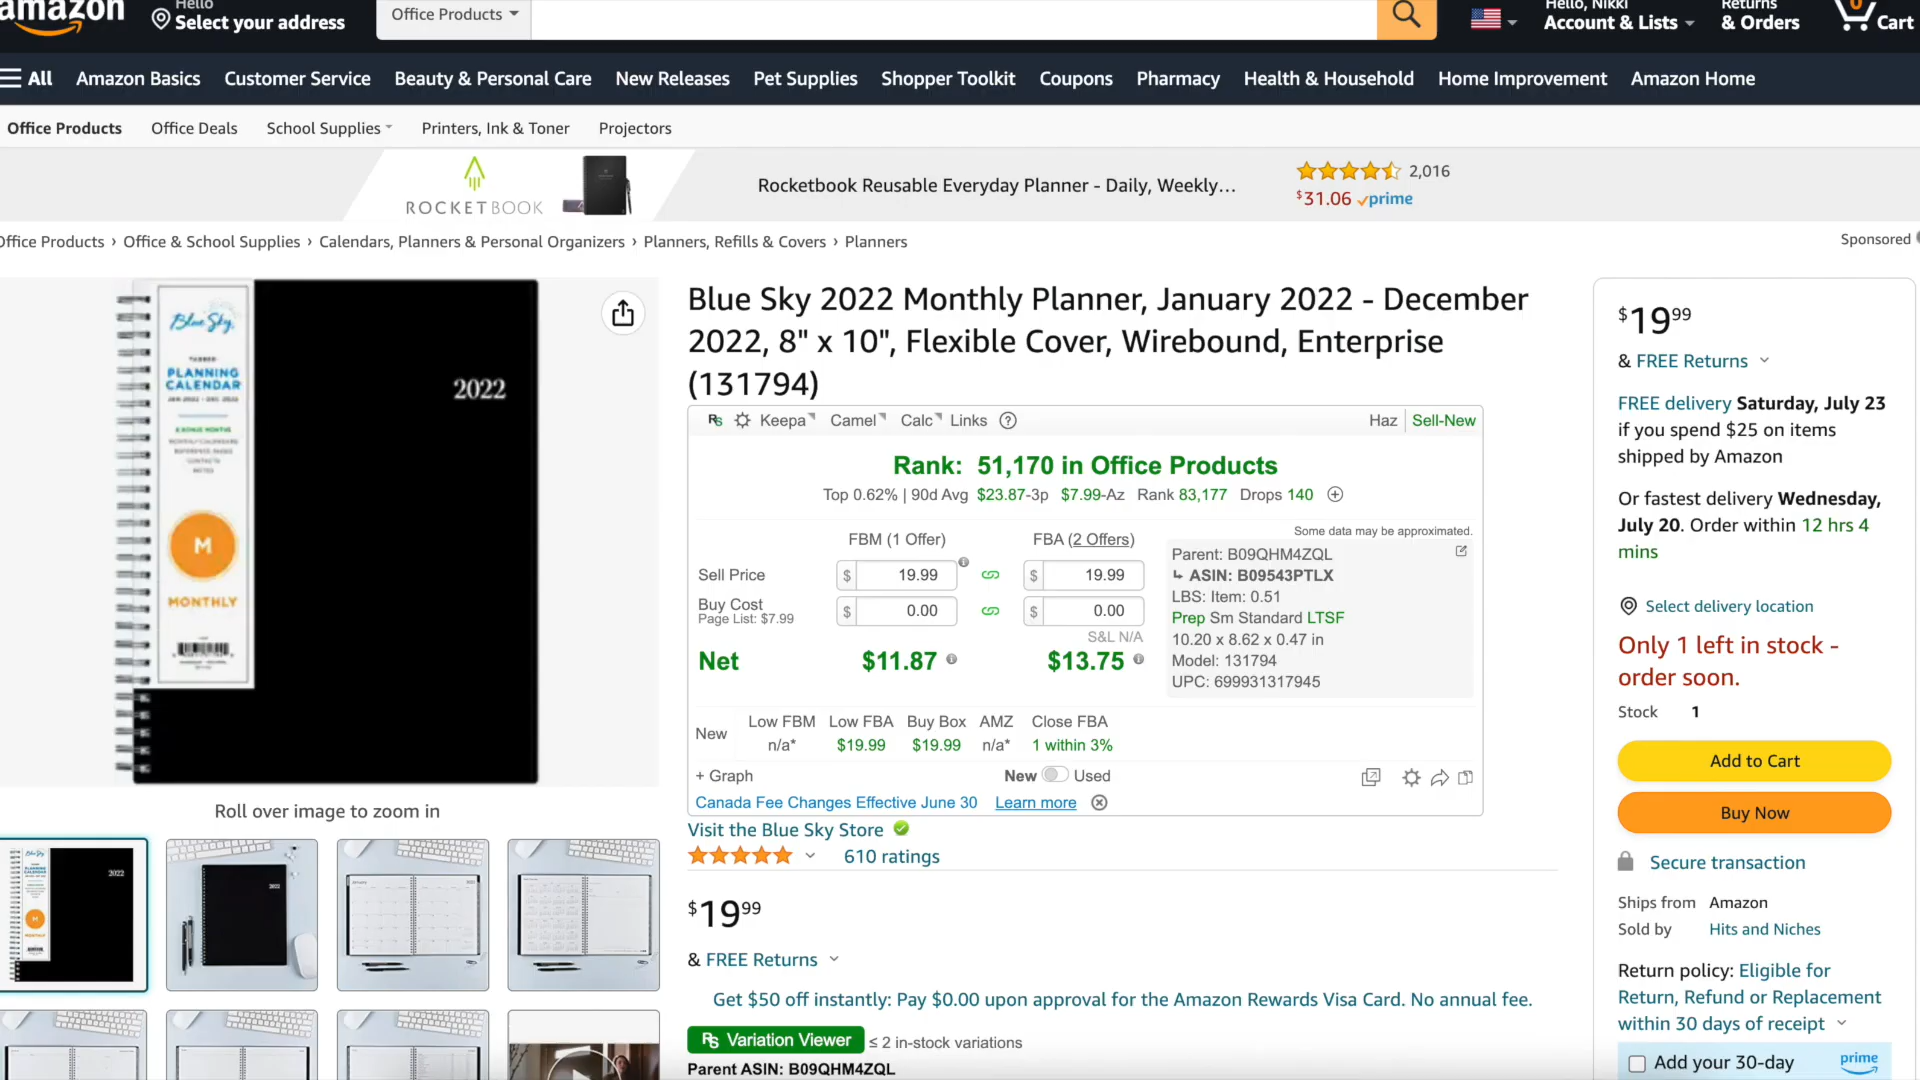 amazon
Hello
Select your address
Office Products
Hello, Nikki
Account & Lists
Returns
& Orders
0
Cart
All
Amazon Basics
Customer Service
Beauty & Personal Care
New Releases
Pet Supplies
Shopper Toolkit
Coupons
Pharmacy
Health & Household
Home Improvement
Amazon Home
Office Products
Office Deals
School Supplies
Printers, Ink & Toner
Projectors
ROCKETBOOK
Rocketbook Reusable Everyday Planner - Daily, Weekly…
2,016
$31.06 prime
Office Products › Office & School Supplies › Calendars, Planners & Personal Organizers › Planners, Refills & Covers › Planners
Sponsored
Blue Sky
PLANNING
CALENDAR
M
MONTHLY
2022
Roll over image to zoom in
Blue Sky 2022 Monthly Planner, January 2022 - December
2022, 8" x 10", Flexible Cover, Wirebound, Enterprise
(131794)
Rs Keepa Camel Calc Links ? Haz Sell-New
Rank: 51,170 in Office Products
Top 0.62% | 90d Avg $23.87-3p $7.99-Az Rank 83,177 Drops 140
Some data may be approximated.
FBM (1 Offer) FBA (2 Offers)
Sell Price $ 19.99 $ 19.99
Buy Cost $ 0.00 $ 0.00
Page List: $7.99
S&L N/A
Net $11.87 $13.75
Parent: B09QHM4ZQL
ASIN: B09543PTLX
LBS: Item: 0.51
Prep Sm Standard LTSF
10.20 x 8.62 x 0.47 in
Model: 131794
UPC: 699931317945
Low FBM Low FBA Buy Box AMZ Close FBA
New n/a* $19.99 $19.99 n/a* 1 within 3%
+ Graph New Used
Canada Fee Changes Effective June 30 Learn more
Visit the Blue Sky Store
610 ratings
$19 99
& FREE Returns
Get $50 off instantly: Pay $0.00 upon approval for the Amazon Rewards Visa Card. No annual fee.
Rs Variation Viewer ≤ 2 in-stock variations
Parent ASIN: B09QHM4ZQL
$19 99
& FREE Returns
FREE delivery Saturday, July 23
if you spend $25 on items
shipped by Amazon
Or fastest delivery Wednesday,
July 20. Order within 12 hrs 4
mins
Select delivery location
Only 1 left in stock -
order soon.
Stock 1
Add to Cart
Buy Now
Secure transaction
Ships from Amazon
Sold by Hits and Niches
Return policy: Eligible for
Return, Refund or Replacement
within 30 days of receipt
Add your 30-day prime